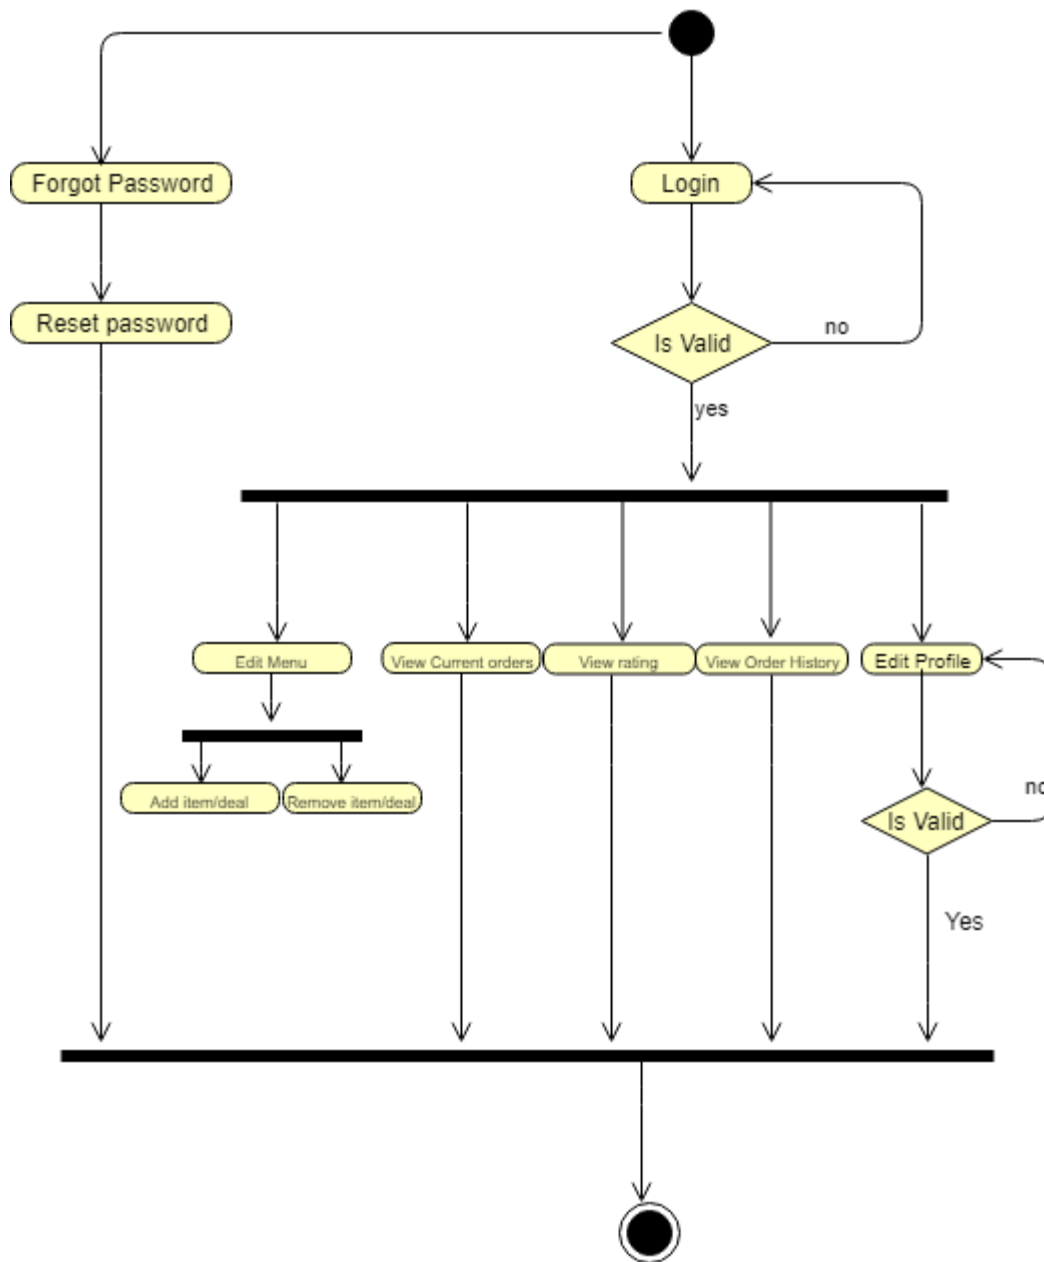 Forgot Password
Login
Reset password
Is Valid
no
yes
Edit Menu
View Current orders
View rating
View Order History
Edit Profile
Add item/deal
Remove item/deal
no
Is Valid
Yes